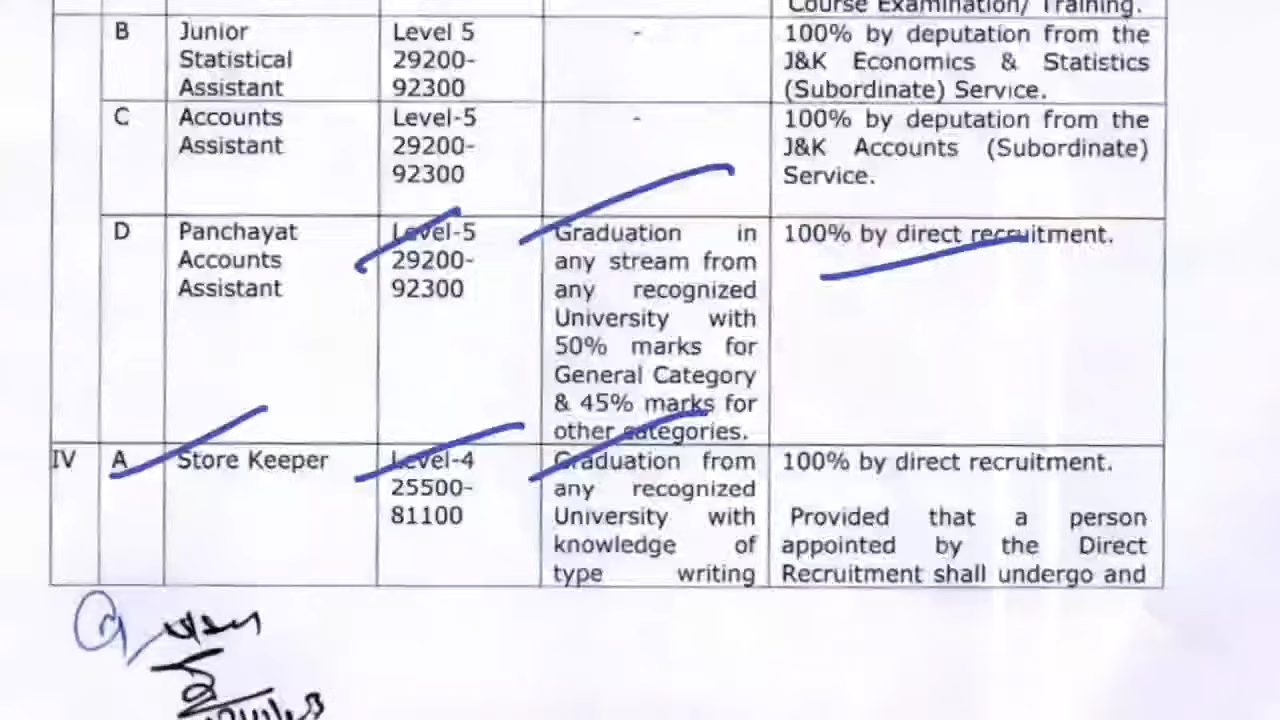 Course Examination/ Training.
B Junior Level 5 - 100% by deputation from the
Statistical 29200- J&K Economics & Statistics
Assistant 92300 (Subordinate) Service.
C Accounts Level-5 - 100% by deputation from the
Assistant 29200- J&K Accounts (Subordinate)
92300 Service.
D Panchayat Level-5 Graduation in 100% by direct recruitment.
Accounts 29200- any stream from
Assistant 92300 any recognized
University with
50% marks for
General Category
& 45% marks for
other categories.
IV A Store Keeper Level-4 Graduation from 100% by direct recruitment.
25500- any recognized
81100 University with Provided that a person
knowledge of appointed by the Direct
type writing Recruitment shall undergo and